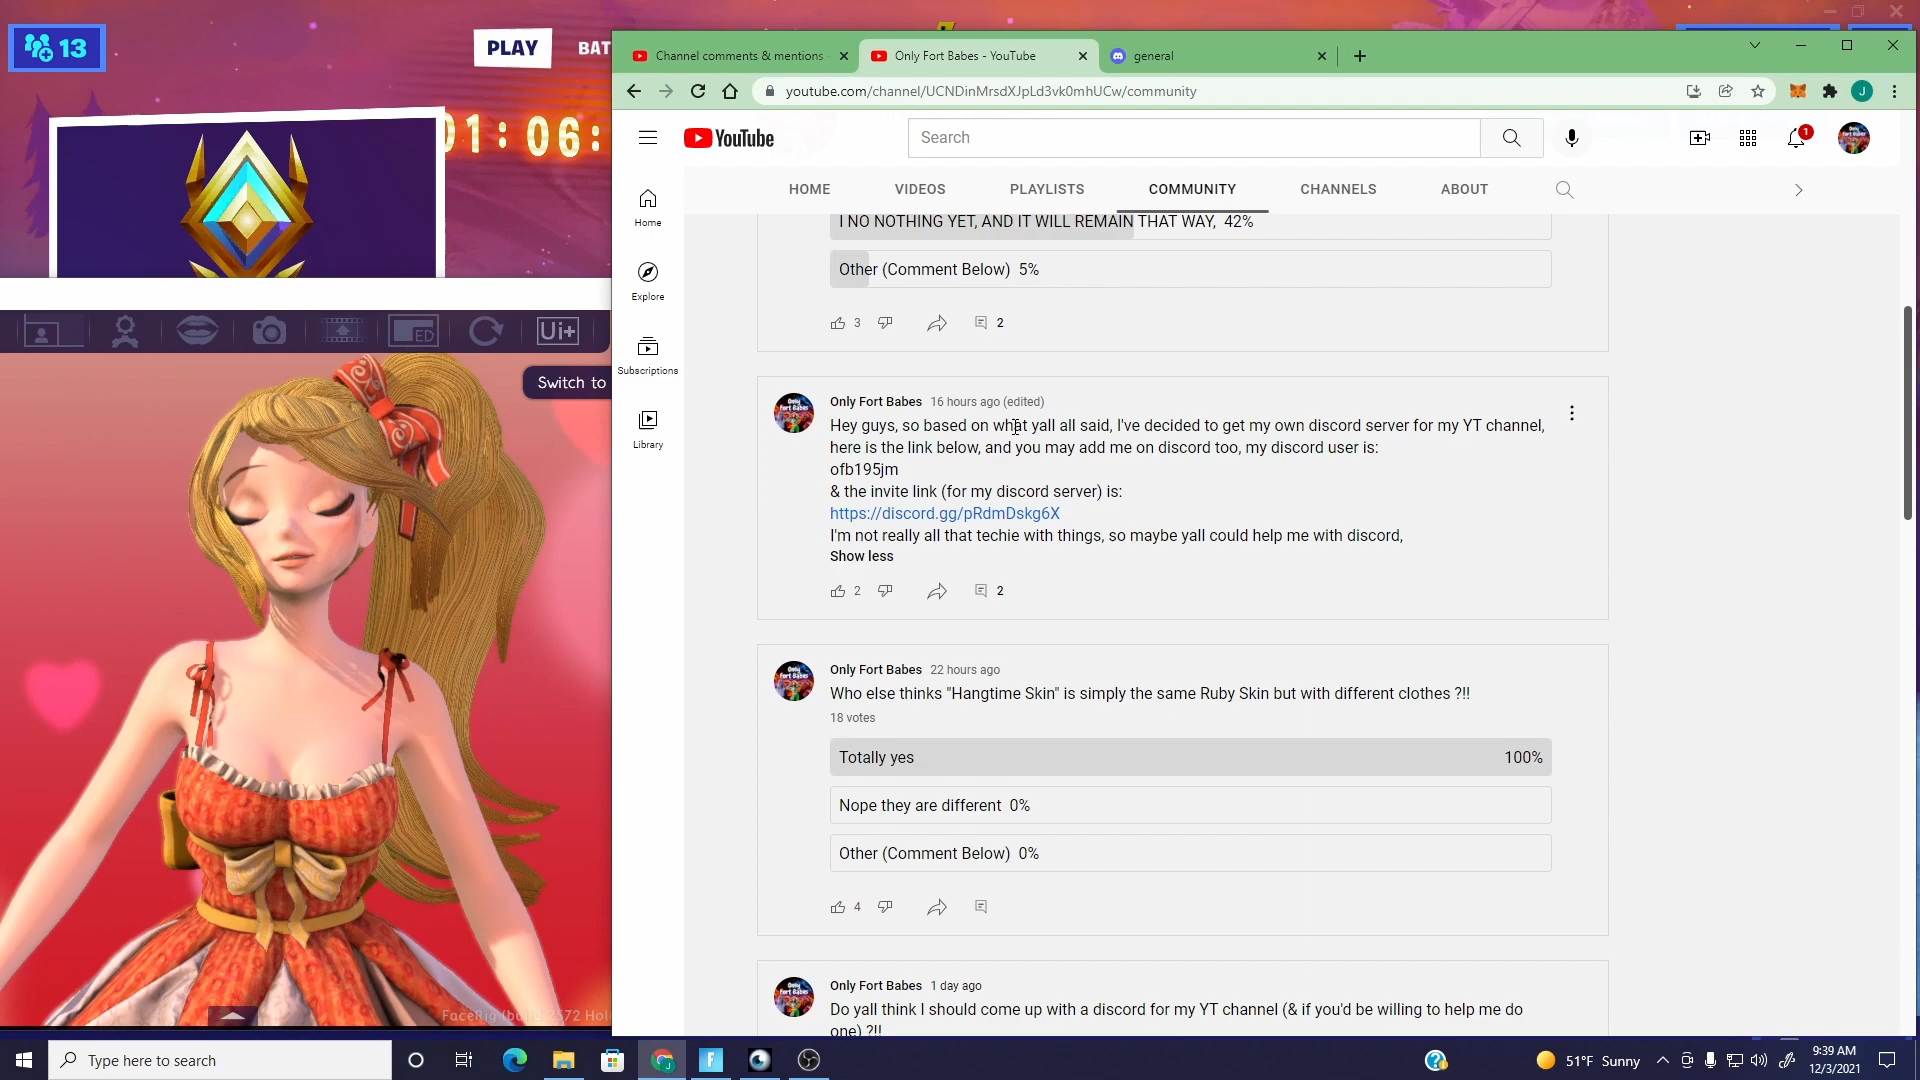 13
PLAY
BAT
01:06:
Ui+
ED
Switch to
FaceRig (build 2572 Hol
Channel comments & mentions -
Only Fort Babes - YouTube
general
youtube.com/channel/UCNDinMrsdXJpLd3vk0mhUCw/community
J
YouTube
Search
1
Home
Explore
Subscriptions
Library
HOME
VIDEOS
PLAYLISTS
COMMUNITY
CHANNELS
ABOUT
I NO NOTHING YET, AND IT WILL REMAIN THAT WAY, 42%
Other (Comment Below) 5%
3
2
Only Fort Babes 16 hours ago (edited)
Hey guys, so based on what yall all said, I've decided to get my own discord server for my YT channel,
here is the link below, and you may add me on discord too, my discord user is:
ofb195jm
& the invite link (for my discord server) is:
https://discord.gg/pRdmDskg6X
I'm not really all that techie with things, so maybe yall could help me with discord,
Show less
2
2
Only Fort Babes 22 hours ago
Who else thinks "Hangtime Skin" is simply the same Ruby Skin but with different clothes ?!!
18 votes
Totally yes 100%
Nope they are different 0%
Other (Comment Below) 0%
4
Only Fort Babes 1 day ago
Do yall think I should come up with a discord for my YT channel (& if you'd be willing to help me do
one) ?!!
Type here to search
51°F Sunny
9:39 AM
12/3/2021